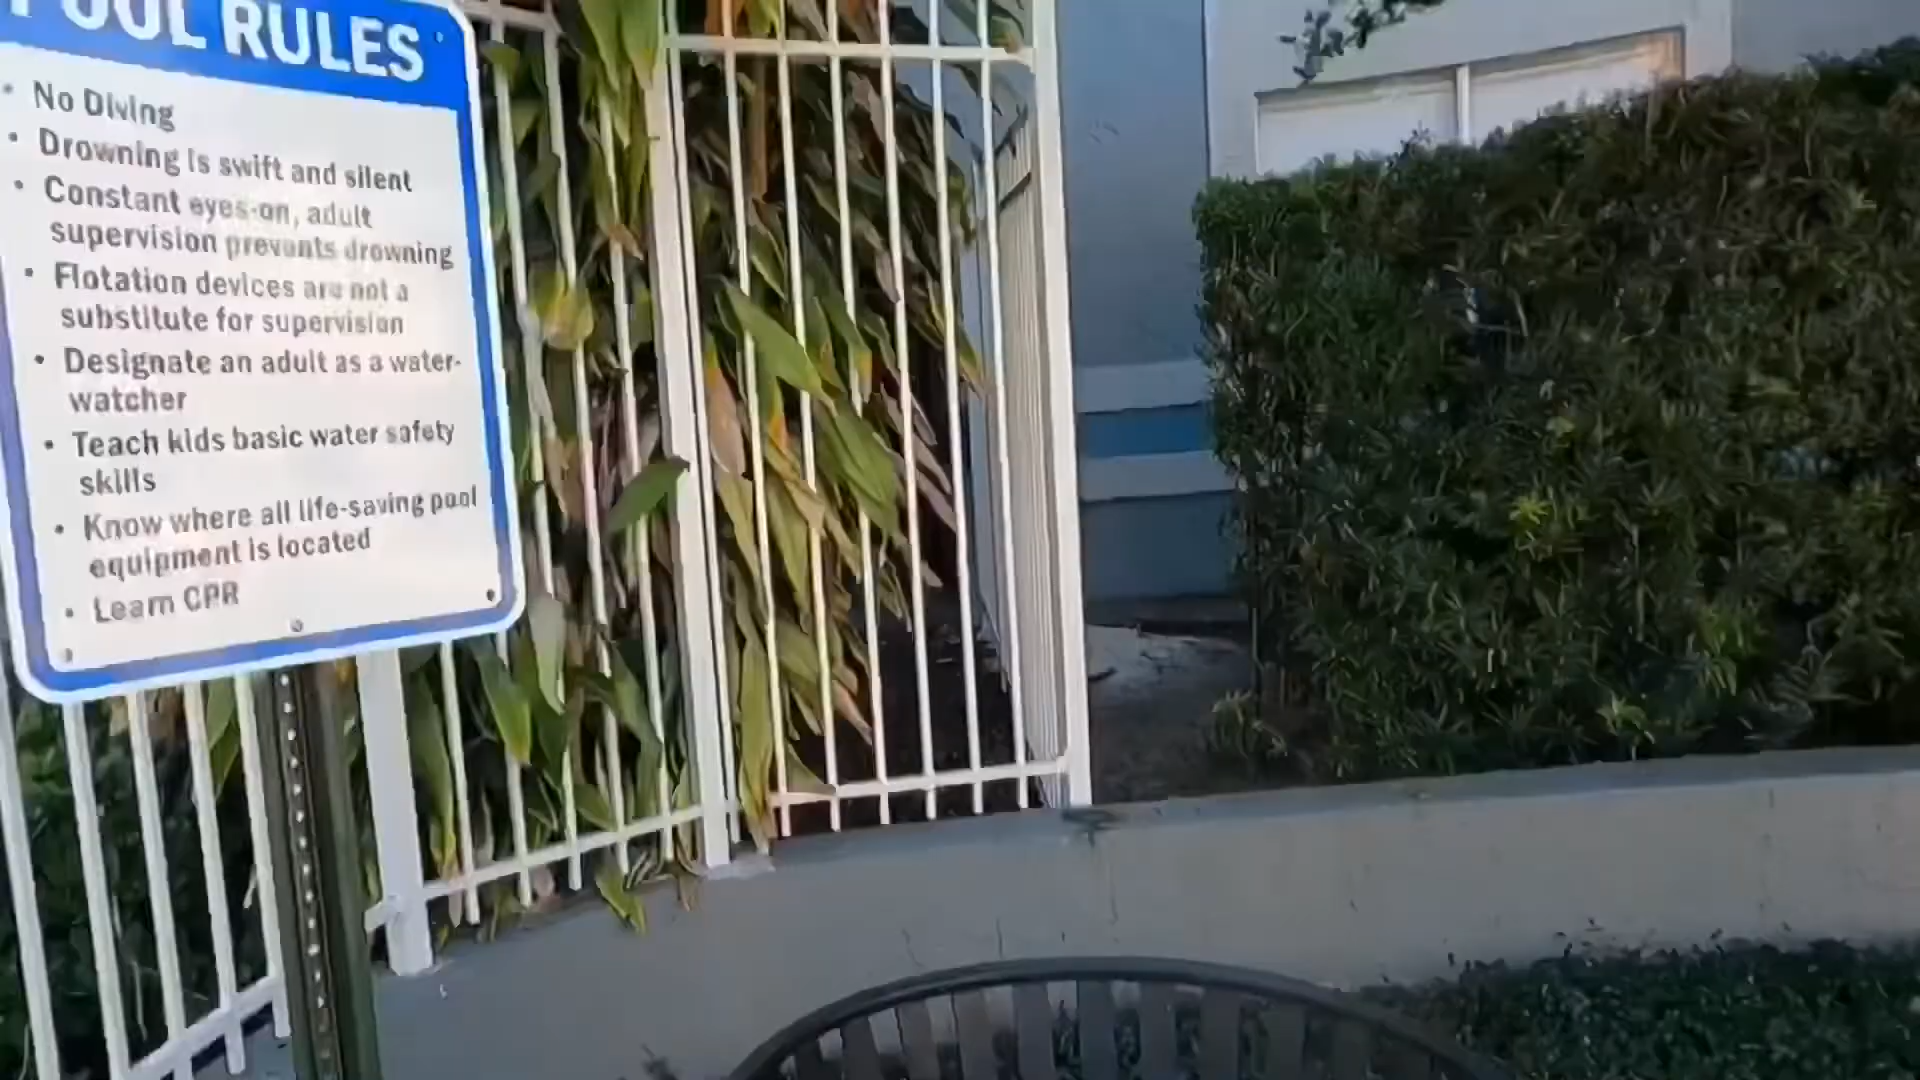 POOL RULES
• No Diving
• Drowning is swift and silent
• Constant eyes-on, adult
supervision prevents drowning
• Flotation devices are not a
substitute for supervision
• Designate an adult as a water-
watcher
• Teach kids basic water safety
skills
• Know where all life-saving pool
equipment is located
• Learn CPR